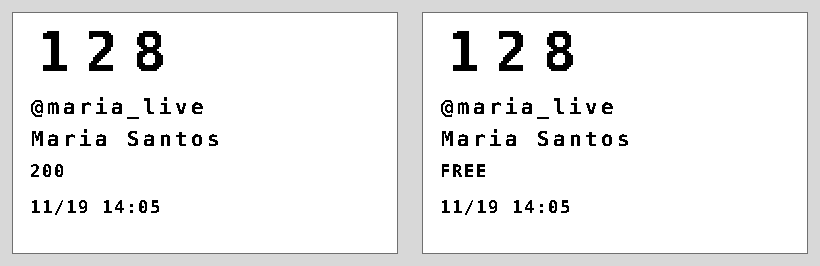 128
@maria_live
Maria Santos
200
11/19 14:05
128
@maria_live
Maria Santos
FREE
11/19 14:05